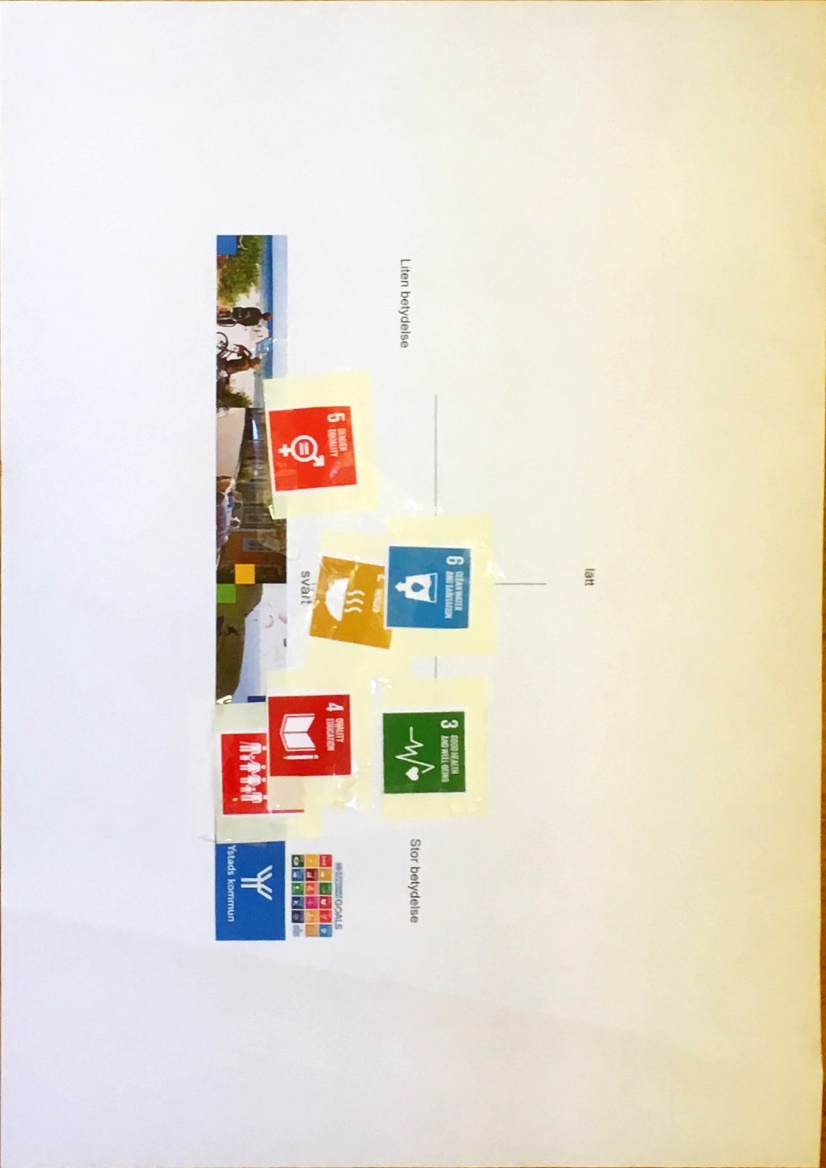 lätt
6 CLEAN WATER
AND SANITATION
3 GOOD HEALTH
AND WELL-BEING
Liten betydelse
Stor betydelse
5 GENDER
EQUALITY
4 QUALITY
EDUCATION
GOALS
svårt
Ystads kommun